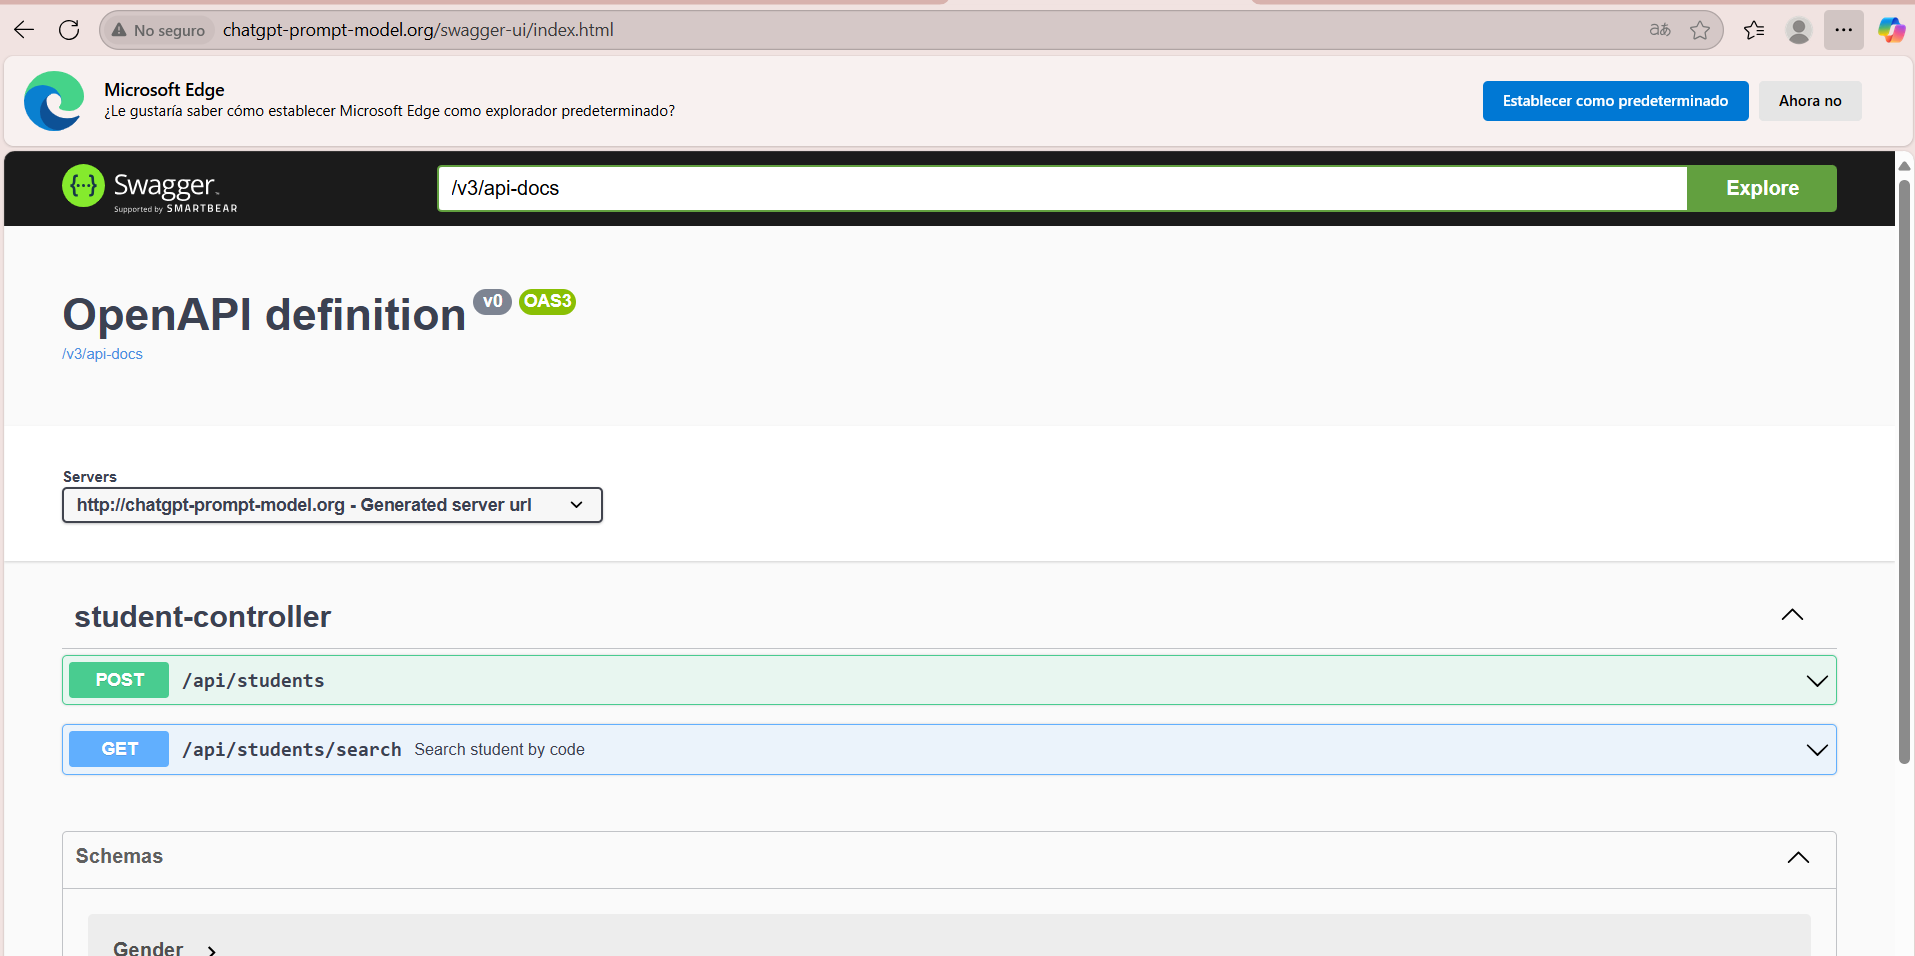 No seguro
chatgpt-prompt-model.org/swagger-ui/index.html
Microsoft Edge
¿Le gustaría saber cómo establecer Microsoft Edge como explorador predeterminado?
Establecer como predeterminado
Ahora no
Swagger
Supported by SMARTBEAR
/v3/api-docs
Explore
OpenAPI definition v0 OAS3
/v3/api-docs
Servers
http://chatgpt-prompt-model.org - Generated server url
student-controller
POST /api/students
GET /api/students/search Search student by code
Schemas
Gender